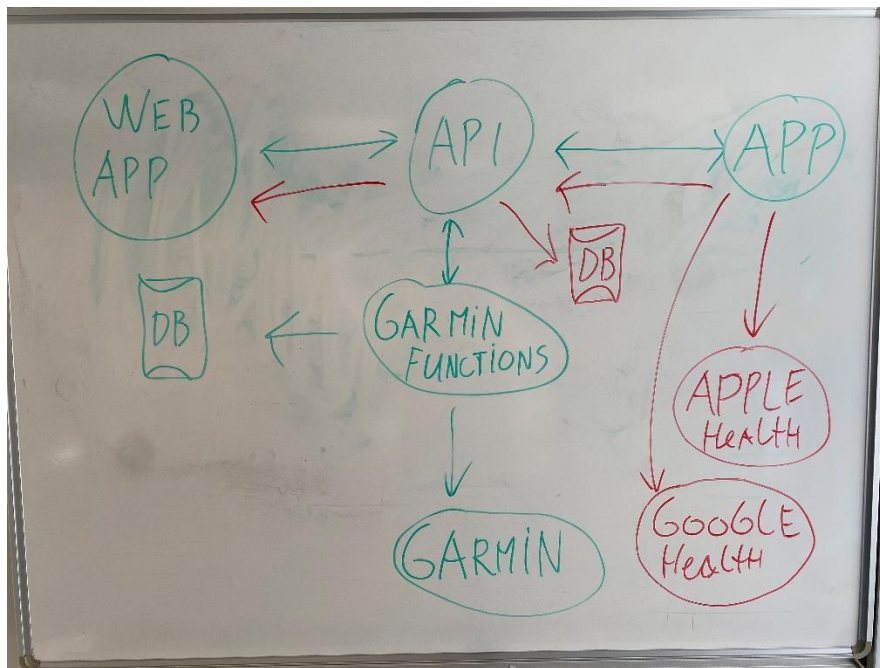 WEB
APP
API
APP
DB
DB
GARMiN
FUNCTiONS
APPLE
HeALTH
GARMiN
GOOGLE
HeaLTH